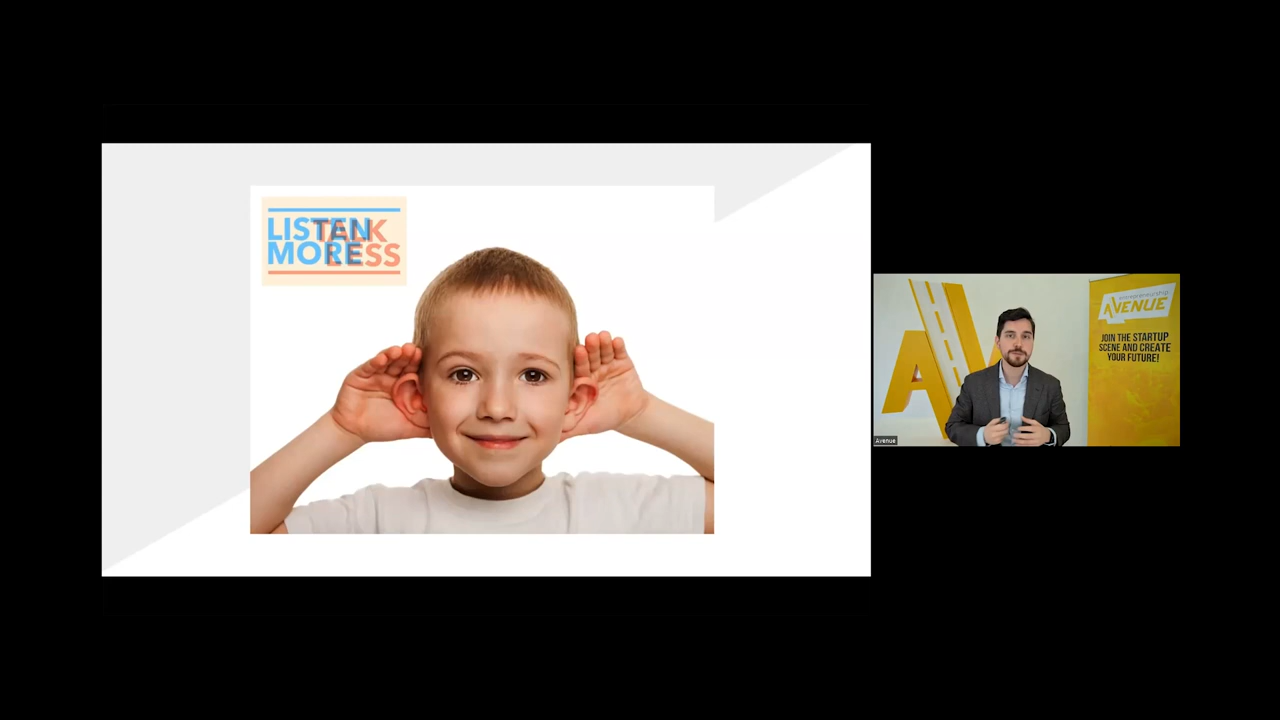 LISTEN TALK
MORE LESS
entrepreneurship
AVENUE
JOIN THE STARTUP
SCENE AND CREATE
YOUR FUTURE!
Avenue